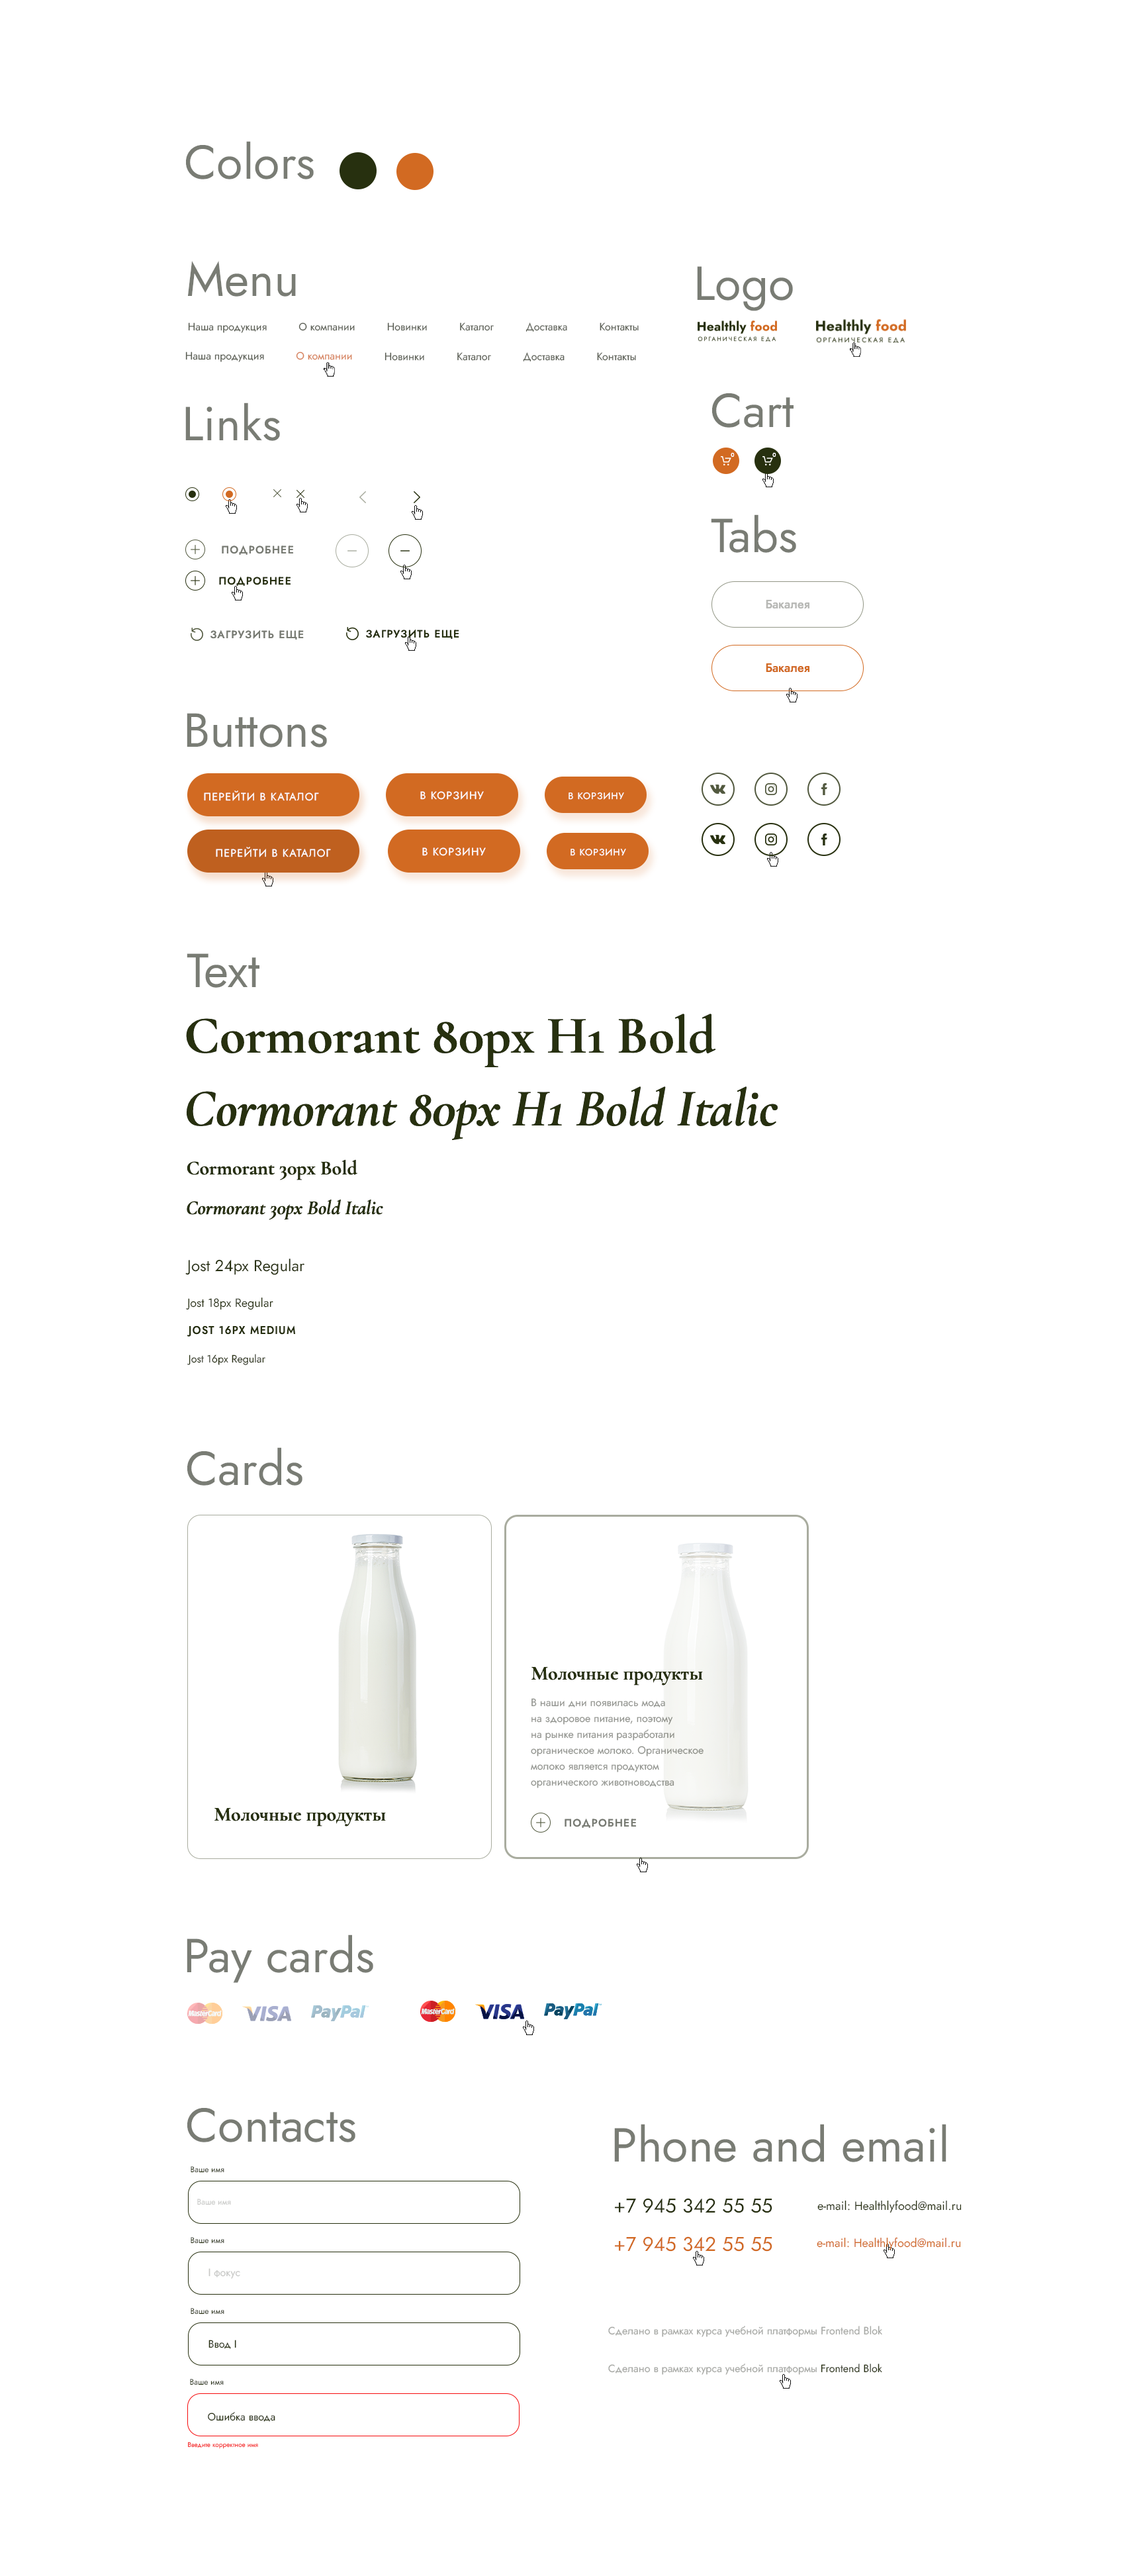 Colors
Menu
Наша продукция О компании Новинки Каталог Доставка Контакты
Наша продукция О компании Новинки Каталог Доставка Контакты
Logo
Healthly food
ОРГАНИЧЕСКАЯ ЕДА
Healthly food
ОРГАНИЧЕСКАЯ ЕДА
Links
ПОДРОБНЕЕ
ПОДРОБНЕЕ
ЗАГРУЗИТЬ ЕЩЕ ЗАГРУЗИТЬ ЕЩЕ
Cart
0 0
Tabs
Бакалея
Бакалея
Buttons
ПЕРЕЙТИ В КАТАЛОГ В КОРЗИНУ В КОРЗИНУ
ПЕРЕЙТИ В КАТАЛОГ В КОРЗИНУ В КОРЗИНУ
Text
Cormorant 80px H1 Bold
Cormorant 80px H1 Bold Italic
Cormorant 30px Bold
Cormorant 30px Bold Italic
Jost 24px Regular
Jost 18px Regular
JOST 16PX MEDIUM
Jost 16px Regular
Cards
Молочные продукты
Молочные продукты
В наши дни появилась мода
на здоровое питание, поэтому
на рынке питания разработали
органическое молоко. Органическое
молоко является продуктом
органического животноводства
ПОДРОБНЕЕ
Pay cards
MasterCard VISA PayPal MasterCard VISA PayPal
Contacts
Ваше имя
Ваше имя
Ваше имя
I фокус
Ваше имя
Ввод I
Ваше имя
Ошибка ввода
Введите корректное имя
Phone and email
+7 945 342 55 55 e-mail: Healthlyfood@mail.ru
+7 945 342 55 55 e-mail: Healthlyfood@mail.ru
Сделано в рамках курса учебной платформы Frontend Blok
Сделано в рамках курса учебной платформы Frontend Blok